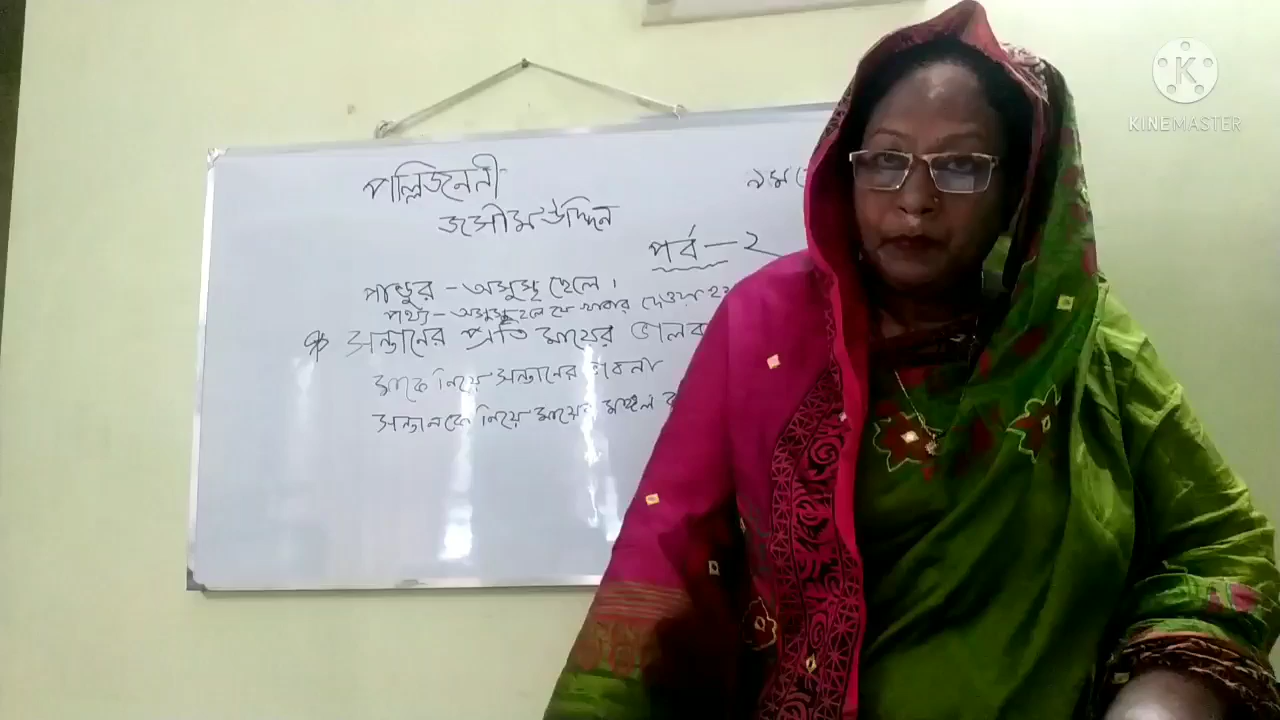 পল্লিজননী
জসীমউদ্দিন
৯ম
পর্ব - ২
পান্ডুর - অসুস্থ ছেলে।
পথ্য - অসুস্থ হলে যে খাবার দেওয়া হয়
সন্তানের প্রতি মায়ের
মাকে নিয়ে সন্তানের ভাবনা
সন্তানকে নিয়ে মায়ের মঙ্গল
KINEMASTER